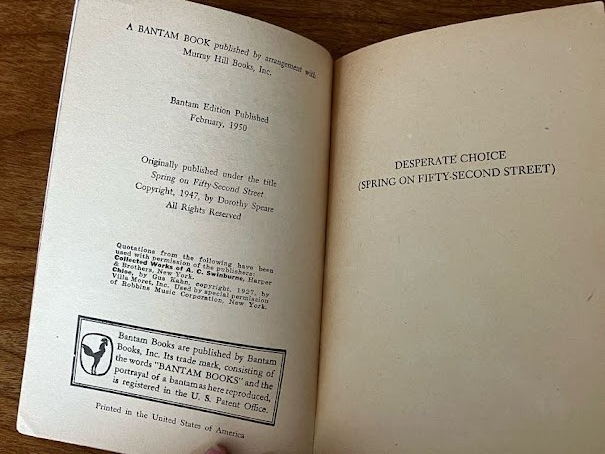 A BANTAM BOOK published by arrangement with
Murray Hill Books, Inc.
Bantam Edition Published
February, 1950
Originally published under the title
Spring on Fifty-Second Street
Copyright, 1947, by Dorothy Speare
All Rights Reserved
Quotations from the following have been
used with permission of the publishers:
Collected Works of A. C. Swinburne, Harper
& Brothers, New York.
Chloe, by Gus Kahn, copyright, 1927, by
Villa Moret, Inc. Used by special permission
of Robbins Music Corporation, New York.
Bantam Books are published by Bantam
Books, Inc. Its trade mark, consisting of
the words "BANTAM BOOKS" and the
portrayal of a bantam as here reproduced,
is registered in the U. S. Patent Office.
Printed in the United States of America
DESPERATE CHOICE
(SPRING ON FIFTY-SECOND STREET)